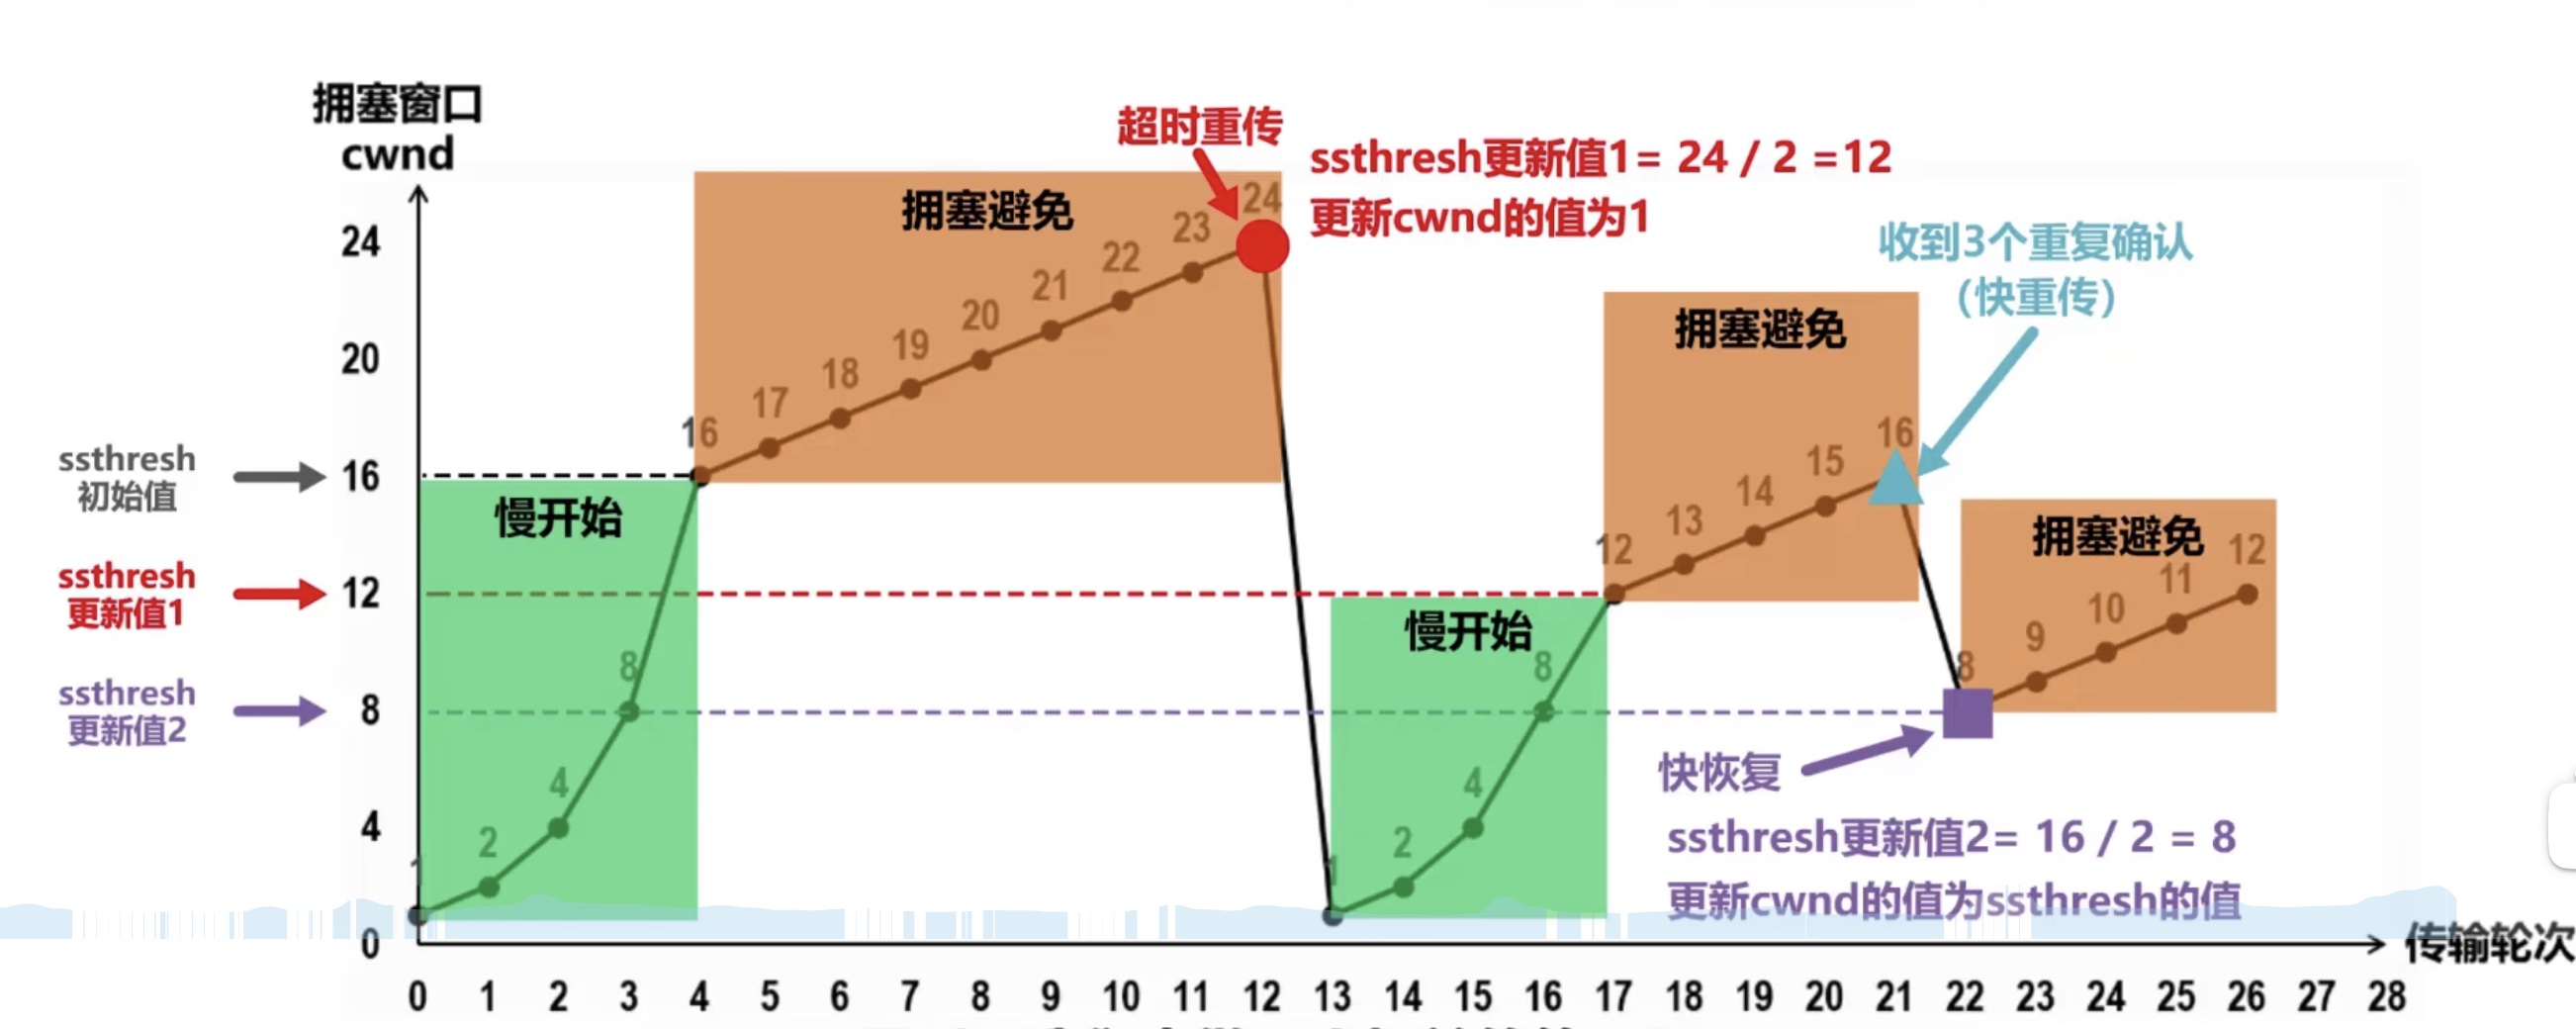 拥塞窗口
cwnd
超时重传
ssthresh更新值1= 24 / 2 =12
更新cwnd的值为1
收到3个重复确认
(快重传)
拥塞避免
拥塞避免
拥塞避免
慢开始
慢开始
ssthresh
初始值
ssthresh
更新值1
ssthresh
更新值2
24
20
16
12
8
4
0
1
2
4
8
16
17
18
19
20
21
22
23
24
1
2
4
8
12
13
14
15
16
8
9
10
11
12
快恢复
ssthresh更新值2= 16 / 2 = 8
更新cwnd的值为ssthresh的值
传输轮次
0 1 2 3 4 5 6 7 8 9 10 11 12 13 14 15 16 17 18 19 20 21 22 23 24 25 26 27 28